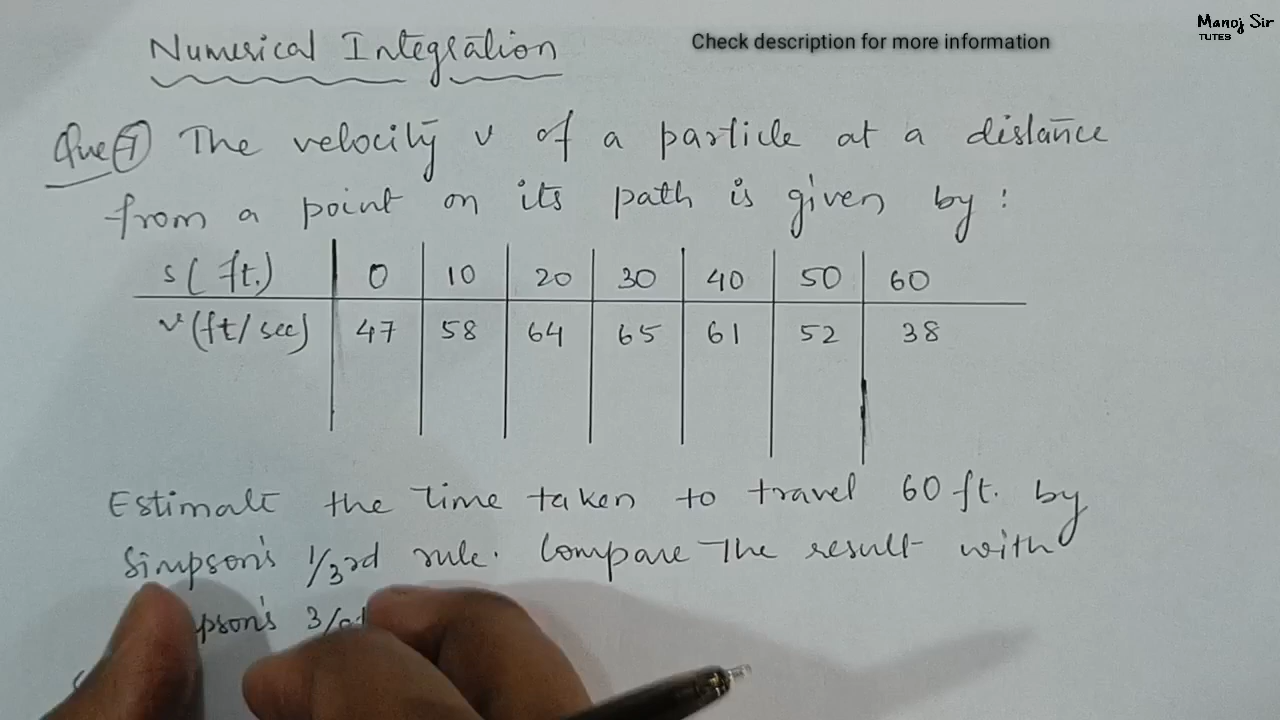 Manoj Sir
TUTES
Check description for more information
Numerical Integration
Que ① The velocity v of a particle at a distance
from a point on its path is given by :
s( ft.) 0 10 20 30 40 50 60
v(ft/sec) 47 58 64 65 61 52 38
Estimate the time taken to travel 60 ft. by
Simpson's 1/3rd rule. Compare the result with
pson's